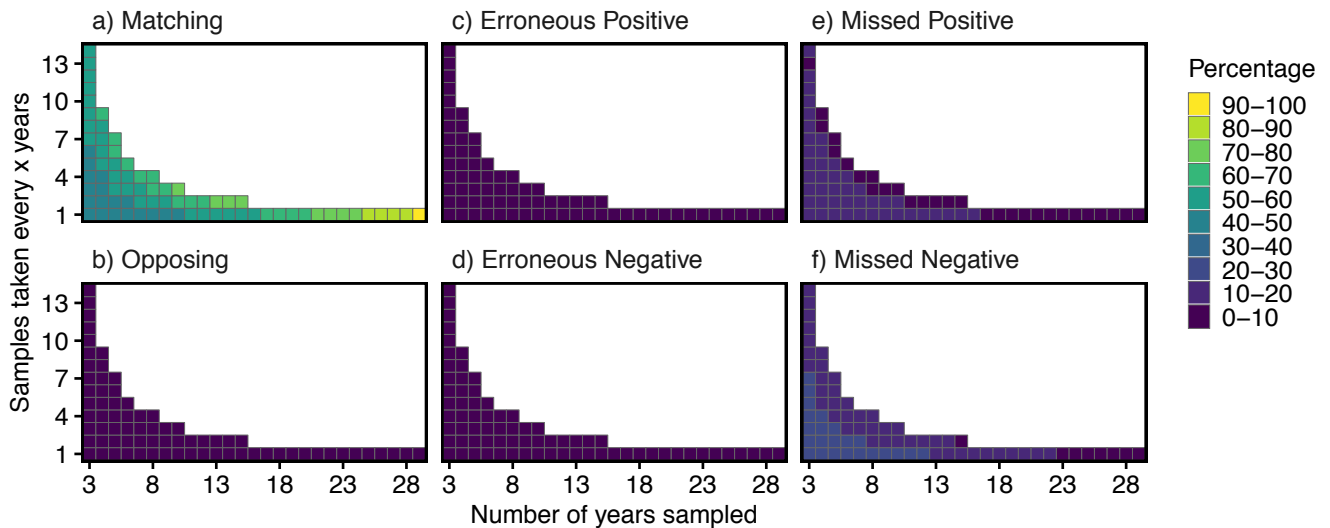 a) Matching
c) Erroneous Positive
e) Missed Positive
13
10
7
4
1
b) Opposing
d) Erroneous Negative
f) Missed Negative
13
10
7
4
1
3 8 13 18 23 28
3 8 13 18 23 28
3 8 13 18 23 28
Number of years sampled
Samples taken every x years
Percentage
90−100
80−90
70−80
60−70
50−60
40−50
30−40
20−30
10−20
0−10